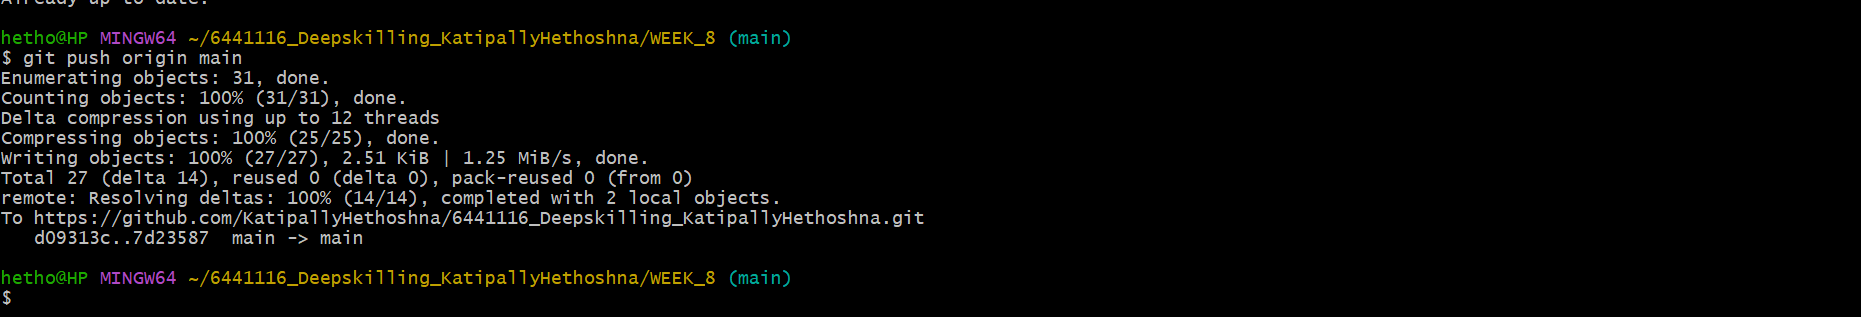 Already up to date.
hetho@HP MINGW64 ~/6441116_Deepskilling_KatipallyHethoshna/WEEK_8 (main)
$ git push origin main
Enumerating objects: 31, done.
Counting objects: 100% (31/31), done.
Delta compression using up to 12 threads
Compressing objects: 100% (25/25), done.
Writing objects: 100% (27/27), 2.51 KiB | 1.25 MiB/s, done.
Total 27 (delta 14), reused 0 (delta 0), pack-reused 0 (from 0)
remote: Resolving deltas: 100% (14/14), completed with 2 local objects.
To https://github.com/KatipallyHethoshna/6441116_Deepskilling_KatipallyHethoshna.git
   d09313c..7d23587  main -> main
hetho@HP MINGW64 ~/6441116_Deepskilling_KatipallyHethoshna/WEEK_8 (main)
$